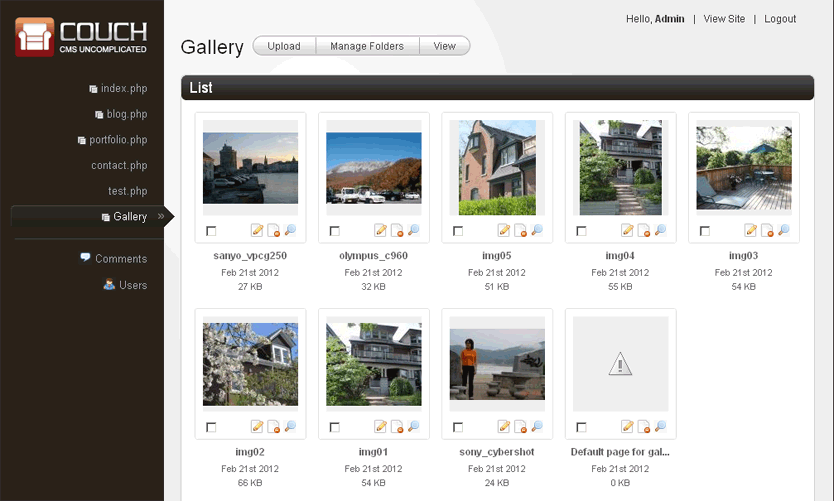 COUCH
CMS UNCOMPLICATED
Hello, Admin | View Site | Logout
Gallery
Upload
Manage Folders
View
index.php
blog.php
portfolio.php
contact.php
test.php
Gallery »
Comments
Users
List
sanyo_vpcg250
Feb 21st 2012
27 KB
olympus_c960
Feb 21st 2012
32 KB
img05
Feb 21st 2012
51 KB
img04
Feb 21st 2012
55 KB
img03
Feb 21st 2012
54 KB
img02
Feb 21st 2012
66 KB
img01
Feb 21st 2012
54 KB
sony_cybershot
Feb 21st 2012
24 KB
Default page for gal...
Feb 21st 2012
0 KB